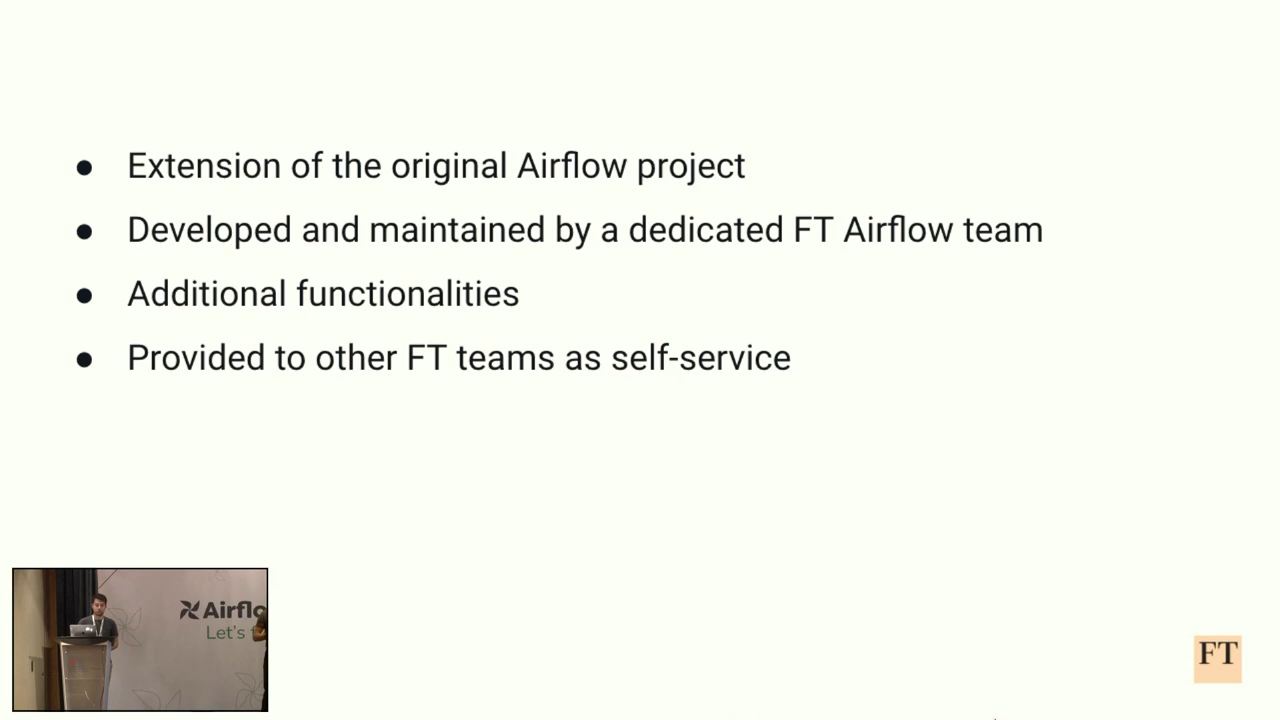 ● Extension of the original Airflow project
● Developed and maintained by a dedicated FT Airflow team
● Additional functionalities
● Provided to other FT teams as self-service
Airflo
Let's
FT